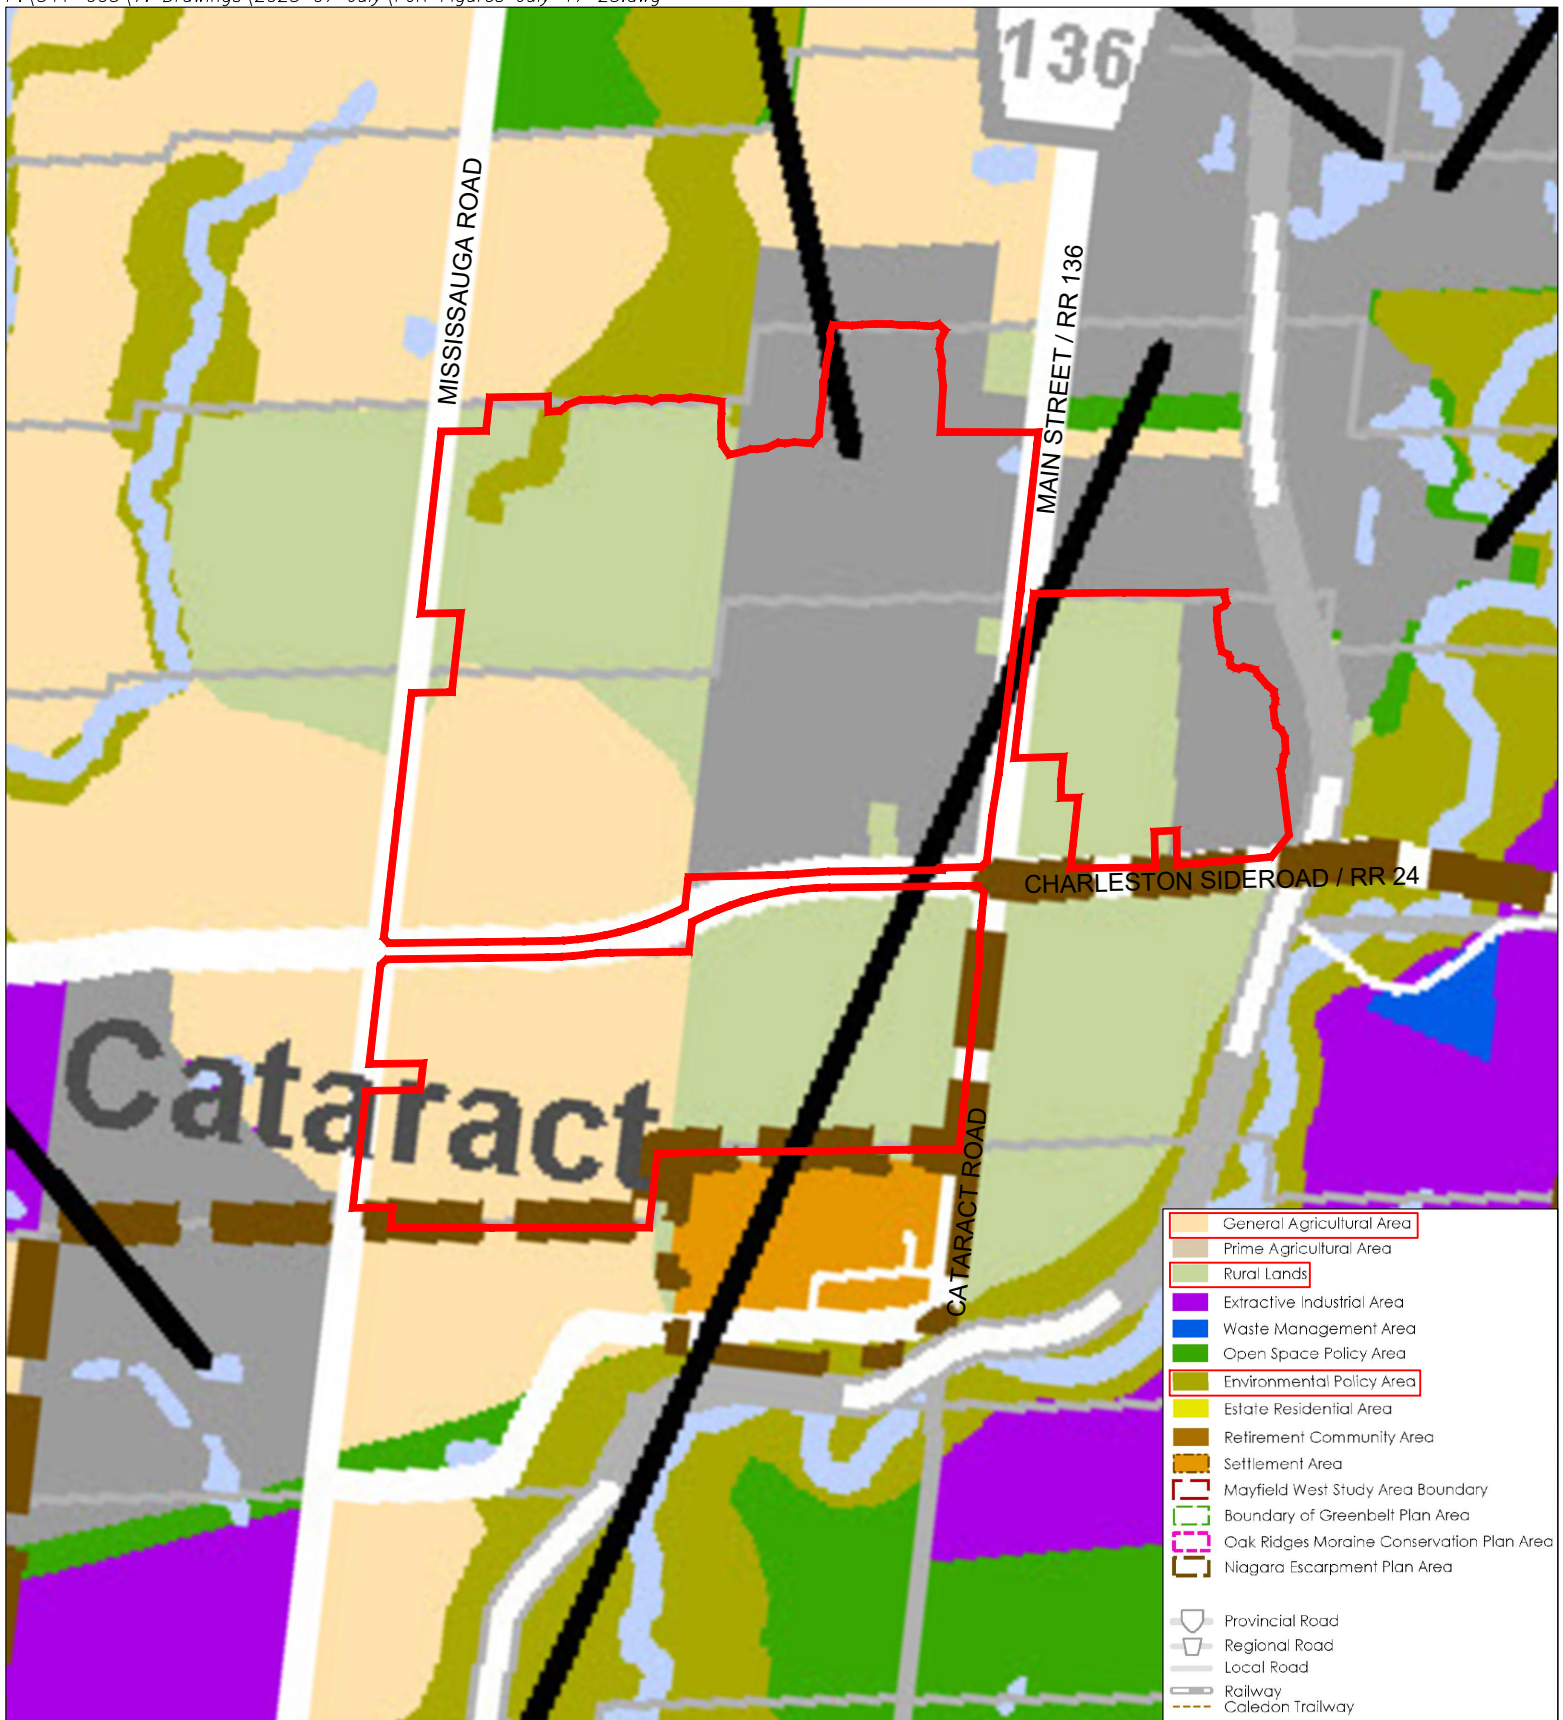 136
MISSISSAUGA ROAD
MAIN STREET / RR 136
CHARLESTON SIDEROAD / RR 24
Cataract
CATARACT ROAD
General Agricultural Area
Prime Agricultural Area
Rural Lands
Extractive Industrial Area
Waste Management Area
Open Space Policy Area
Environmental Policy Area
Estate Residential Area
Retirement Community Area
Settlement Area
Mayfield West Study Area Boundary
Boundary of Greenbelt Plan Area
Oak Ridges Moraine Conservation Plan Area
Niagara Escarpment Plan Area
Provincial Road
Regional Road
Local Road
Railway
Caledon Trailway